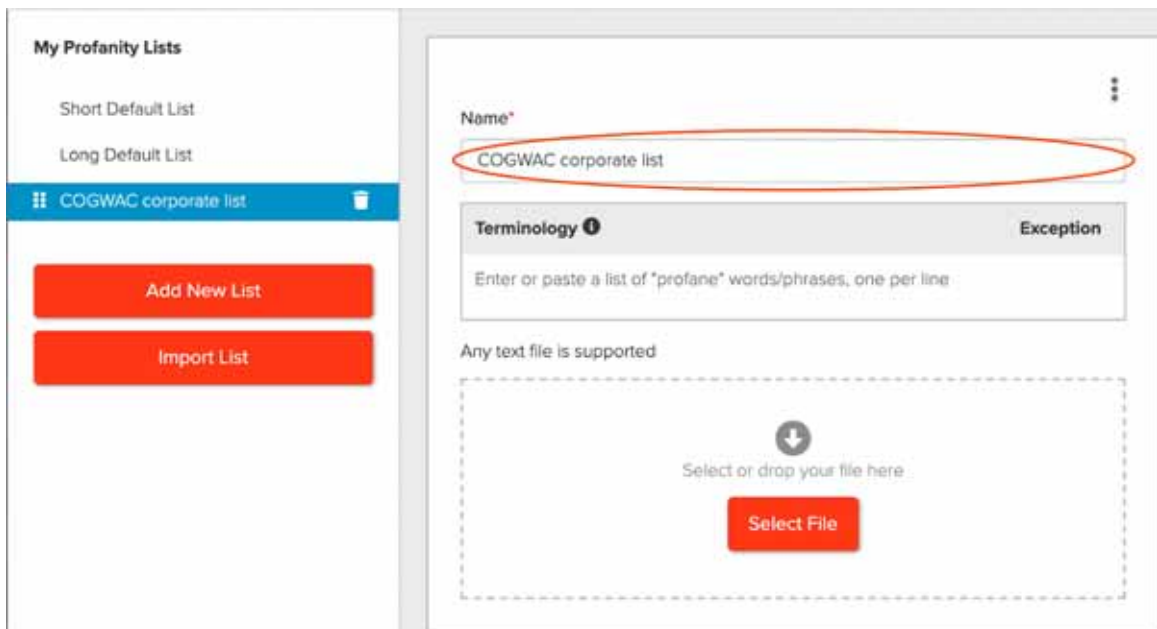 My Profanity Lists
Short Default List
Long Default List
COGWAC corporate list
Add New List
Import List
Name*
COGWAC corporate list
Terminology Exception
Enter or paste a list of "profane" words/phrases, one per line
Any text file is supported
Select or drop your file here
Select File